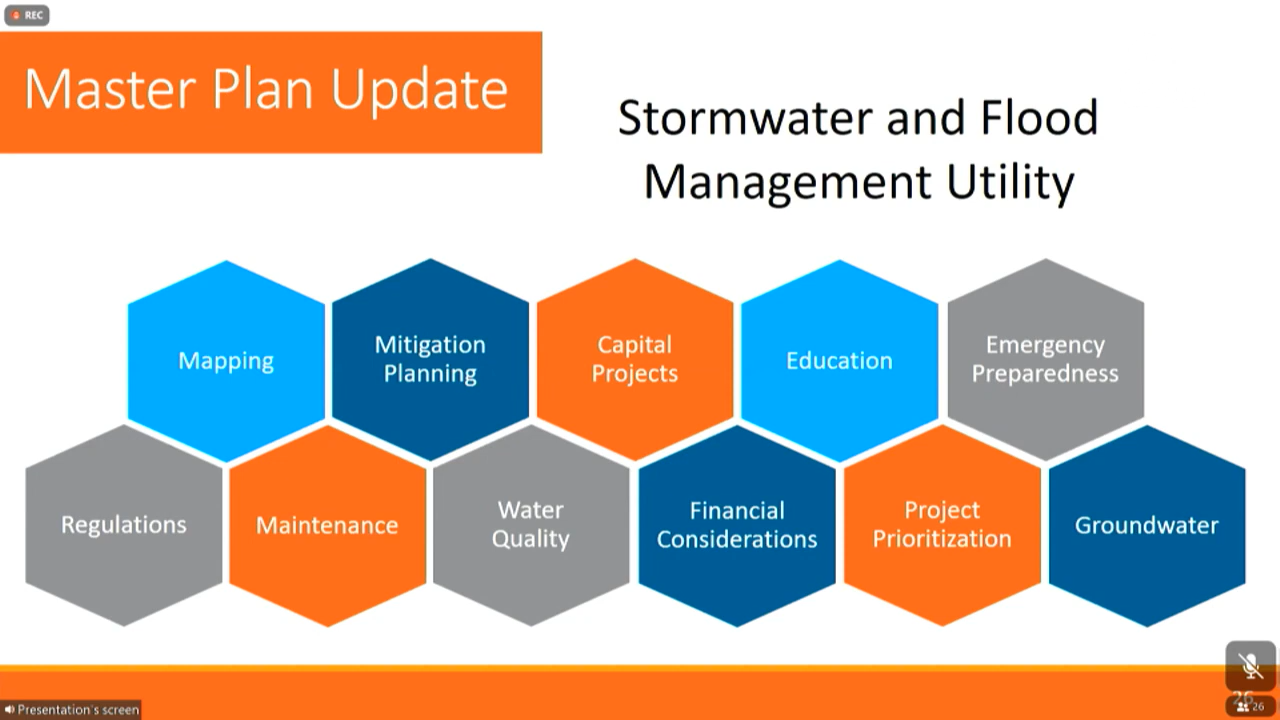 REC
Master Plan Update
Stormwater and Flood
Management Utility
Mapping
Mitigation
Planning
Capital
Projects
Education
Emergency
Preparedness
Regulations
Maintenance
Water
Quality
Financial
Considerations
Project
Prioritization
Groundwater
26
26
Presentation's screen